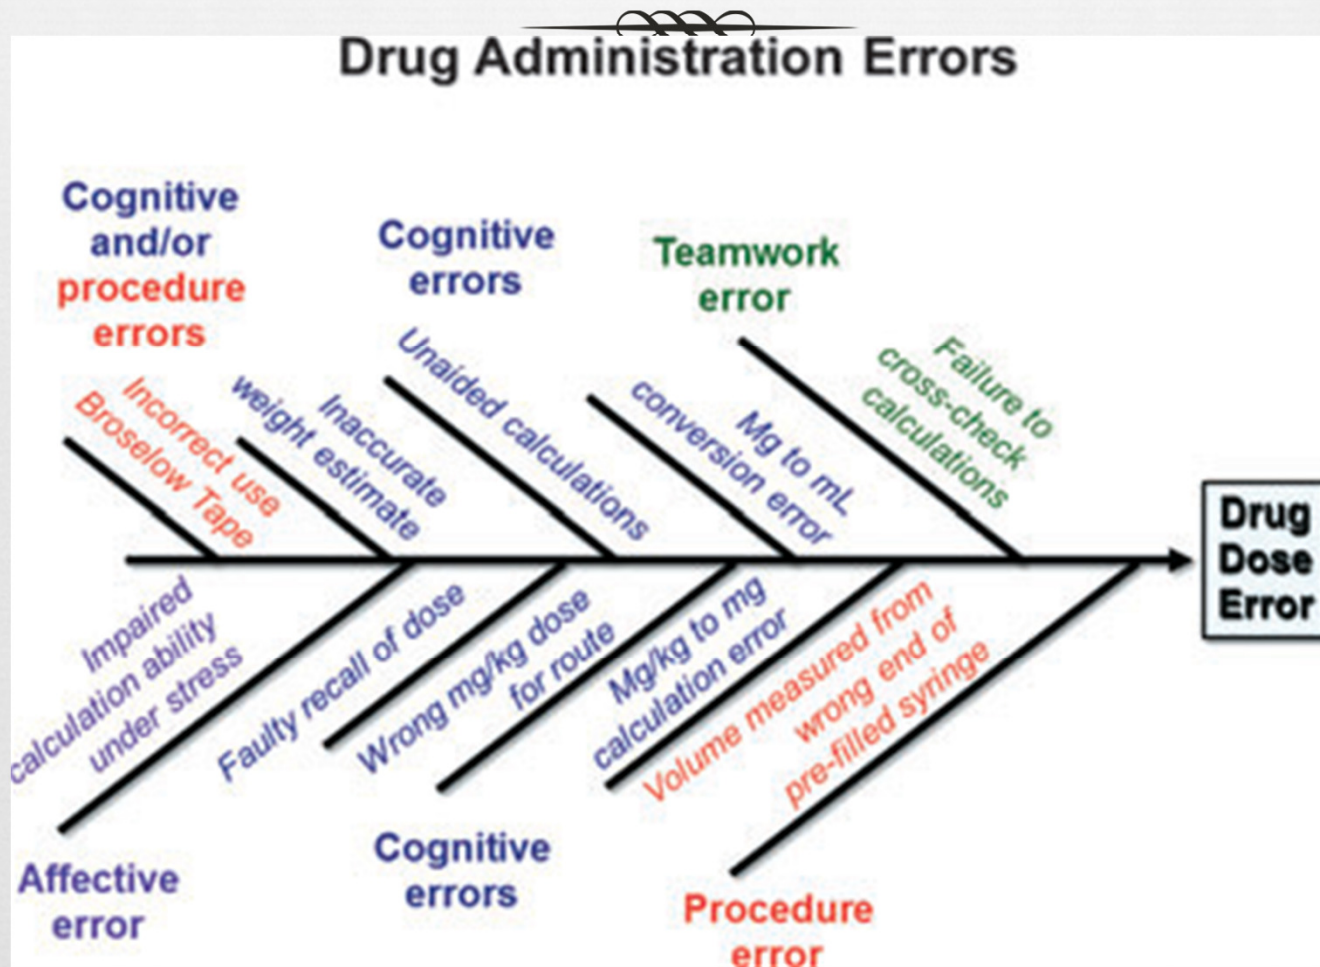 Drug Administration Errors
Cognitive
and/or
procedure
errors
Cognitive
errors
Teamwork
error
Incorrect use
Broselow Tape
Inaccurate
weight estimate
Unaided calculations
Mg to mL
conversion error
Failure to
cross-check
calculations
Drug
Dose
Error
Impaired
calculation ability
under stress
Faulty recall of dose
Wrong mg/kg dose
for route
Mg/kg to mg
calculation error
Volume measured from
wrong end of
pre-filled syringe
Affective
error
Cognitive
errors
Procedure
error